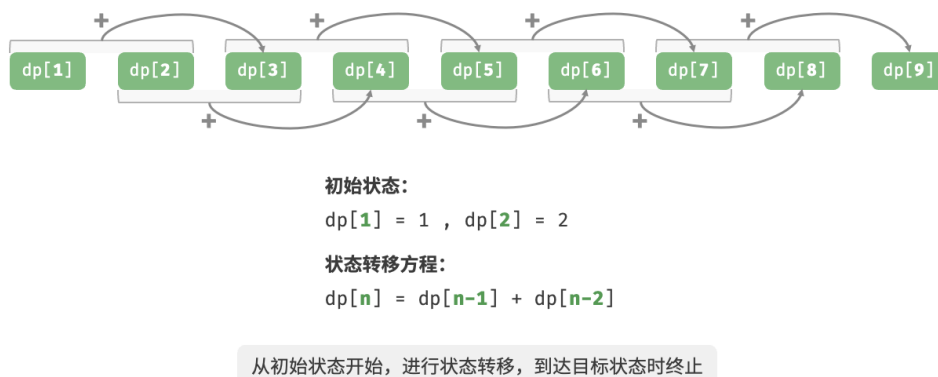 + + + +
dp[1] dp[2] dp[3] dp[4] dp[5] dp[6] dp[7] dp[8] dp[9]
+ + +
初始状态：
dp[1] = 1 , dp[2] = 2
状态转移方程：
dp[n] = dp[n-1] + dp[n-2]
从初始状态开始，进行状态转移，到达目标状态时终止